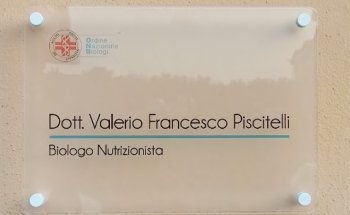 Ordine
Nazionale
Biologi
Dott. Valerio Francesco Piscitelli
Biologo Nutrizionista